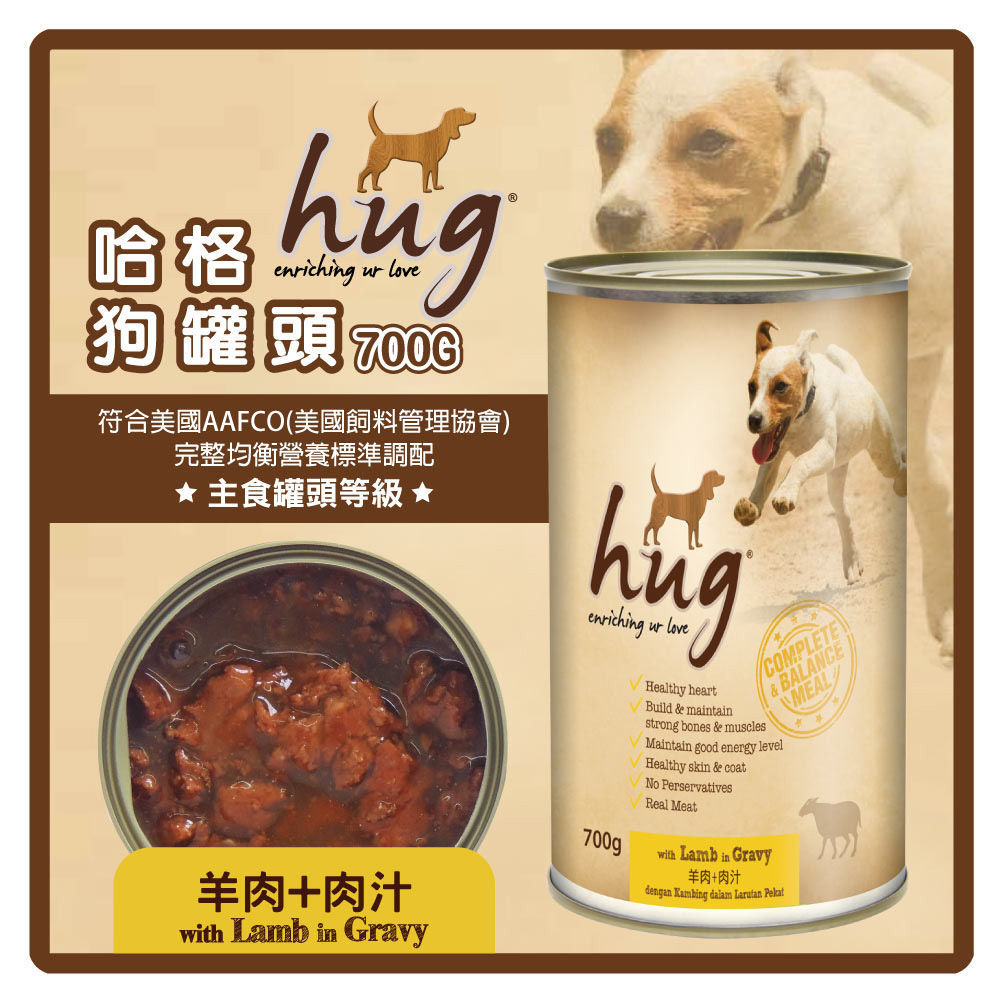 hug®
enriching ur love
哈格
狗罐頭 700G
符合美國AAFCO(美國飼料管理協會)
完整均衡營養標準調配
★ 主食罐頭等級 ★
羊肉+肉汁
with Lamb in Gravy
hug®
enriching ur love
COMPLETE
& BALANCE
MEAL
Healthy heart
Build & maintain
strong bones & muscles
Maintain good energy level
Healthy skin & coat
No Perservatives
Real Meat
700g
with Lamb in Gravy
羊肉+肉汁
dengan Kambing dalam Larutan Pekat